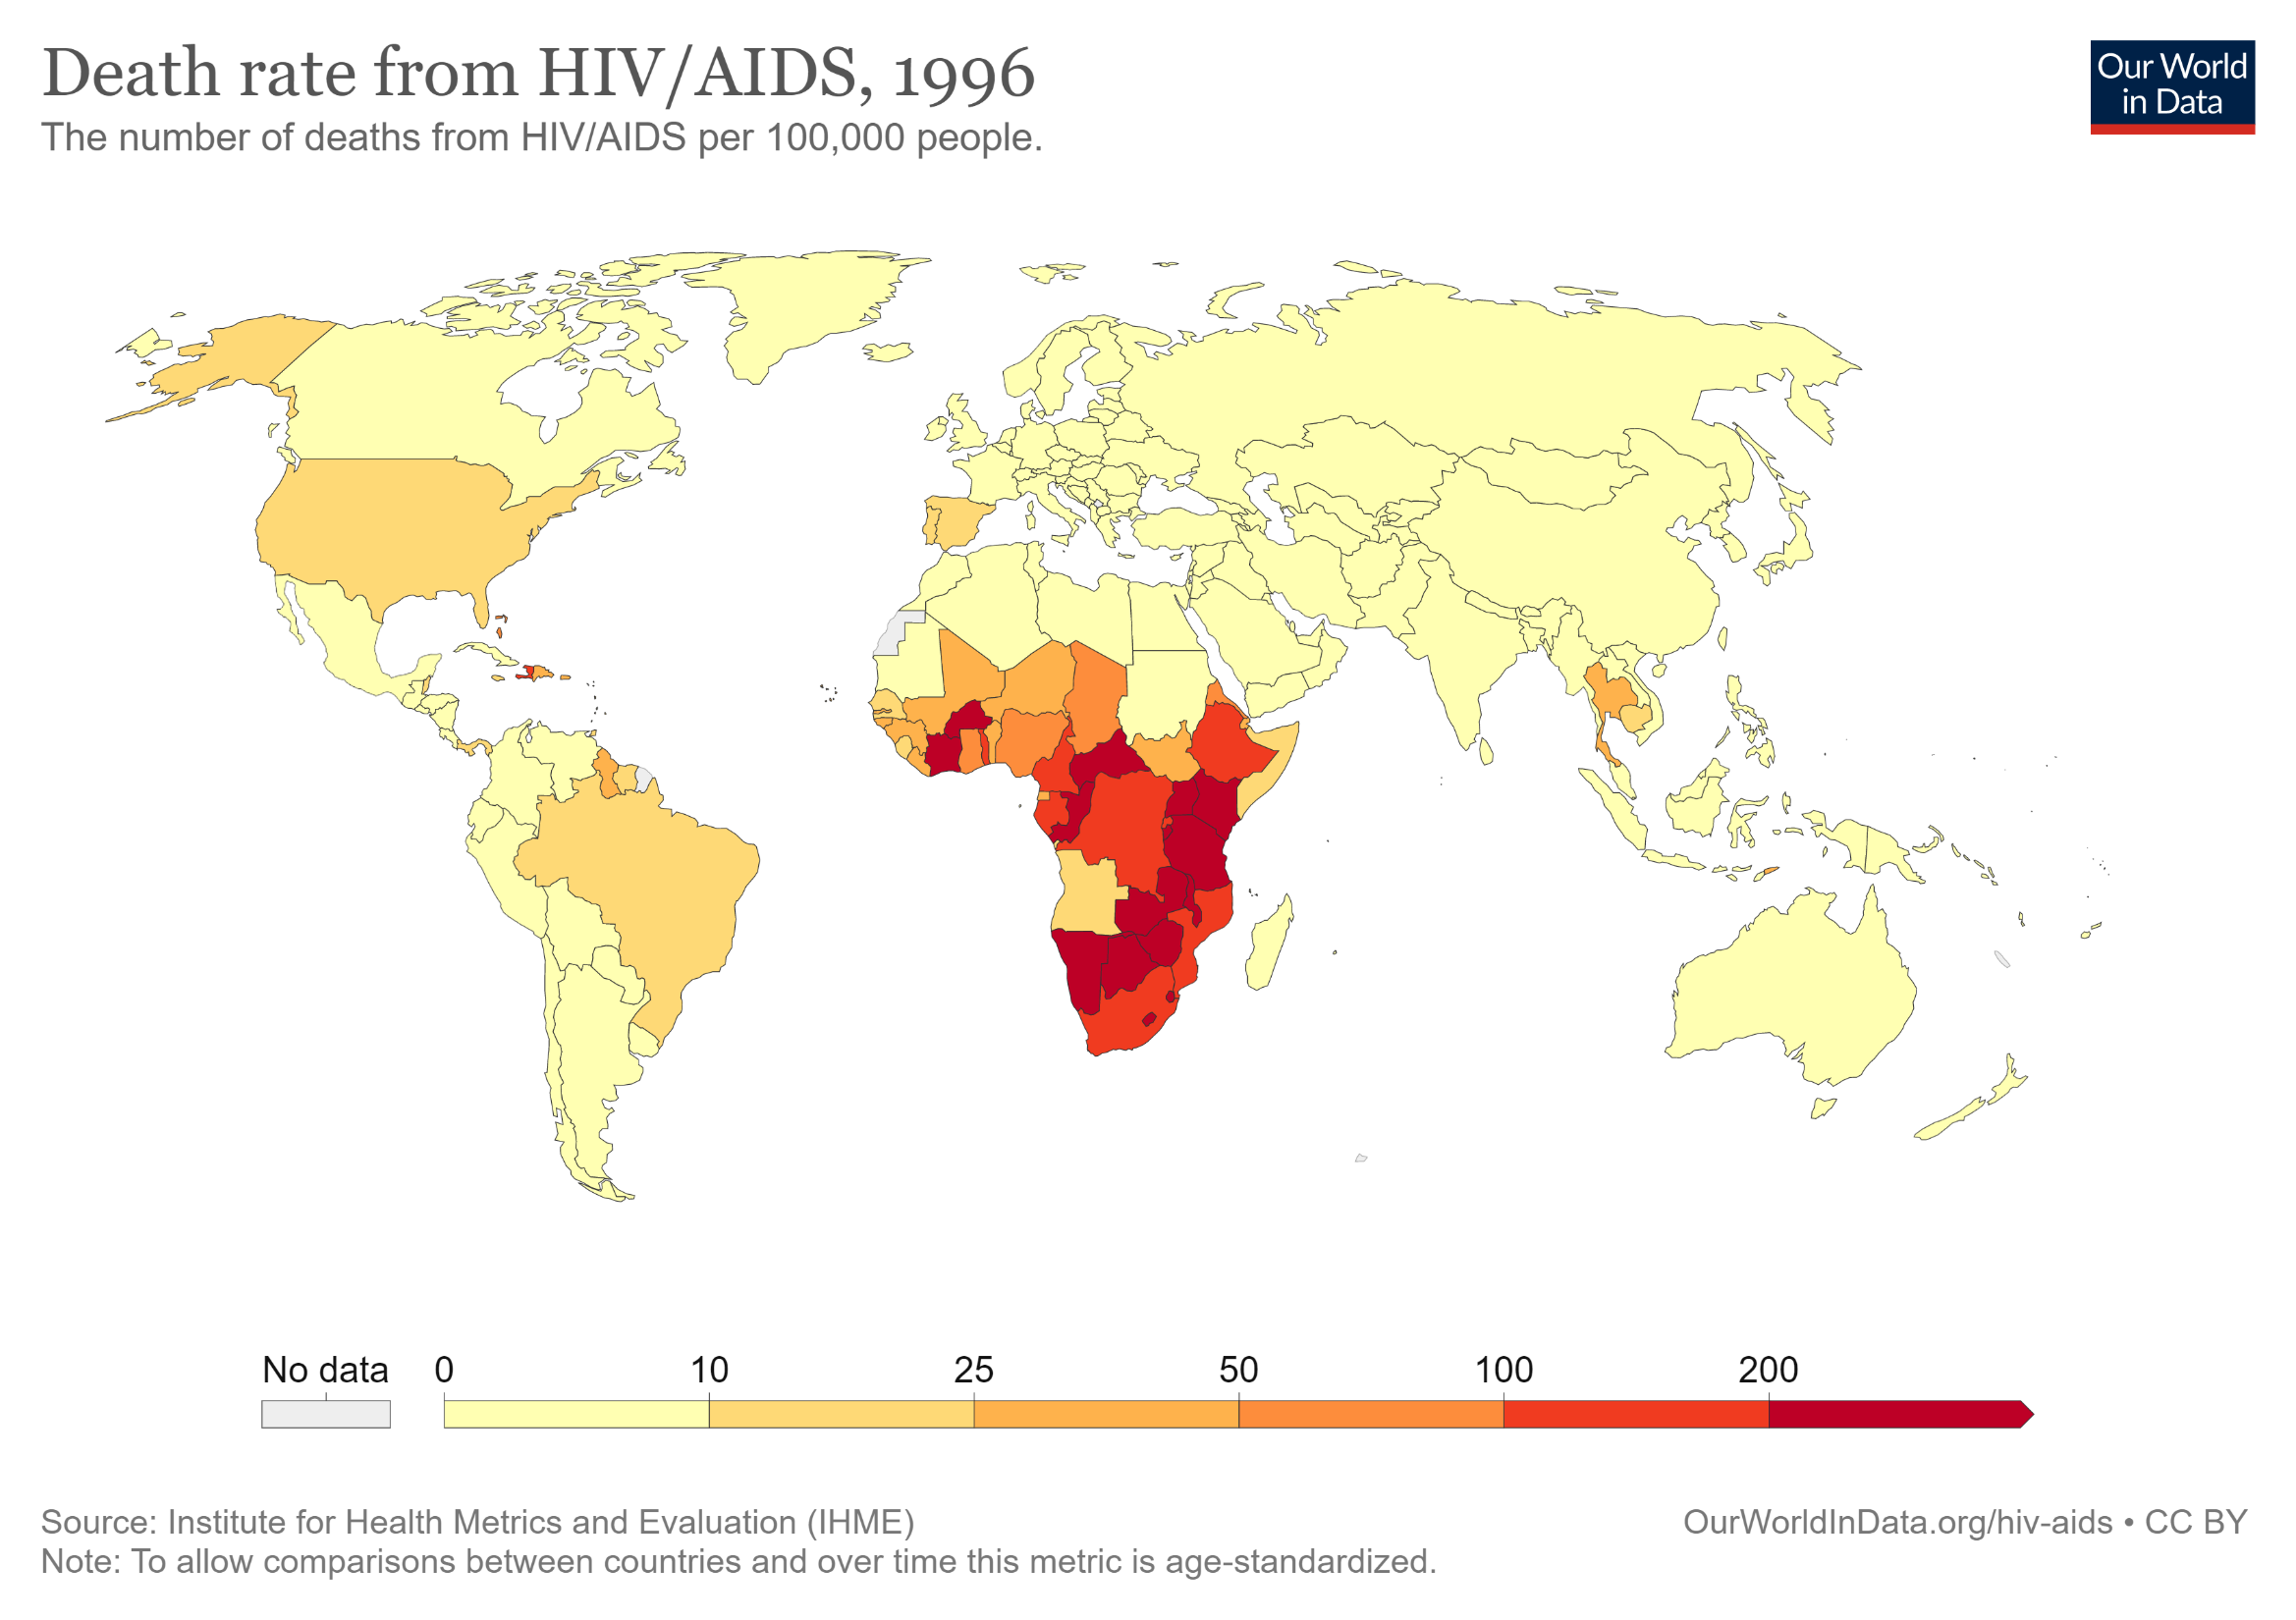 Death rate from HIV/AIDS, 1996
The number of deaths from HIV/AIDS per 100,000 people.
Our World
in Data
No data 0 10 25 50 100 200
Source: Institute for Health Metrics and Evaluation (IHME)
OurWorldInData.org/hiv-aids • CC BY
Note: To allow comparisons between countries and over time this metric is age-standardized.